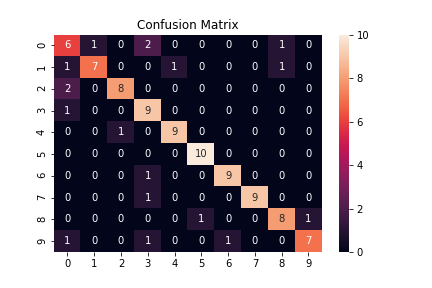 Confusion Matrix
0 6 1 0 2 0 0 0 0 1 0
1 1 7 0 0 1 0 0 0 1 0
2 2 0 8 0 0 0 0 0 0 0
3 1 0 0 9 0 0 0 0 0 0
4 0 0 1 0 9 0 0 0 0 0
5 0 0 0 0 0 10 0 0 0 0
6 0 0 0 1 0 0 9 0 0 0
7 0 0 0 1 0 0 0 9 0 0
8 0 0 0 0 0 1 0 0 8 1
9 1 0 0 1 0 0 1 0 0 7
0 1 2 3 4 5 6 7 8 9
10
8
6
4
2
0